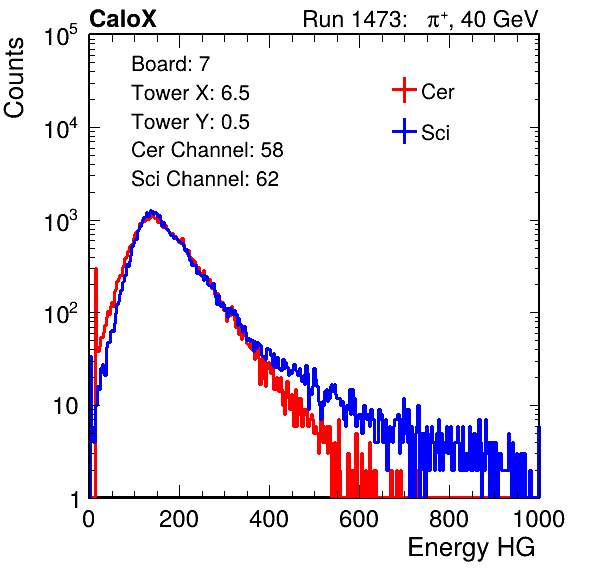 CaloX Run 1473: π⁺, 40 GeV
Counts
10⁵
10⁴
10³
10²
10
1
Board: 7
Tower X: 6.5
Tower Y: 0.5
Cer Channel: 58
Sci Channel: 62
Cer
Sci
0 200 400 600 800 1000
Energy HG